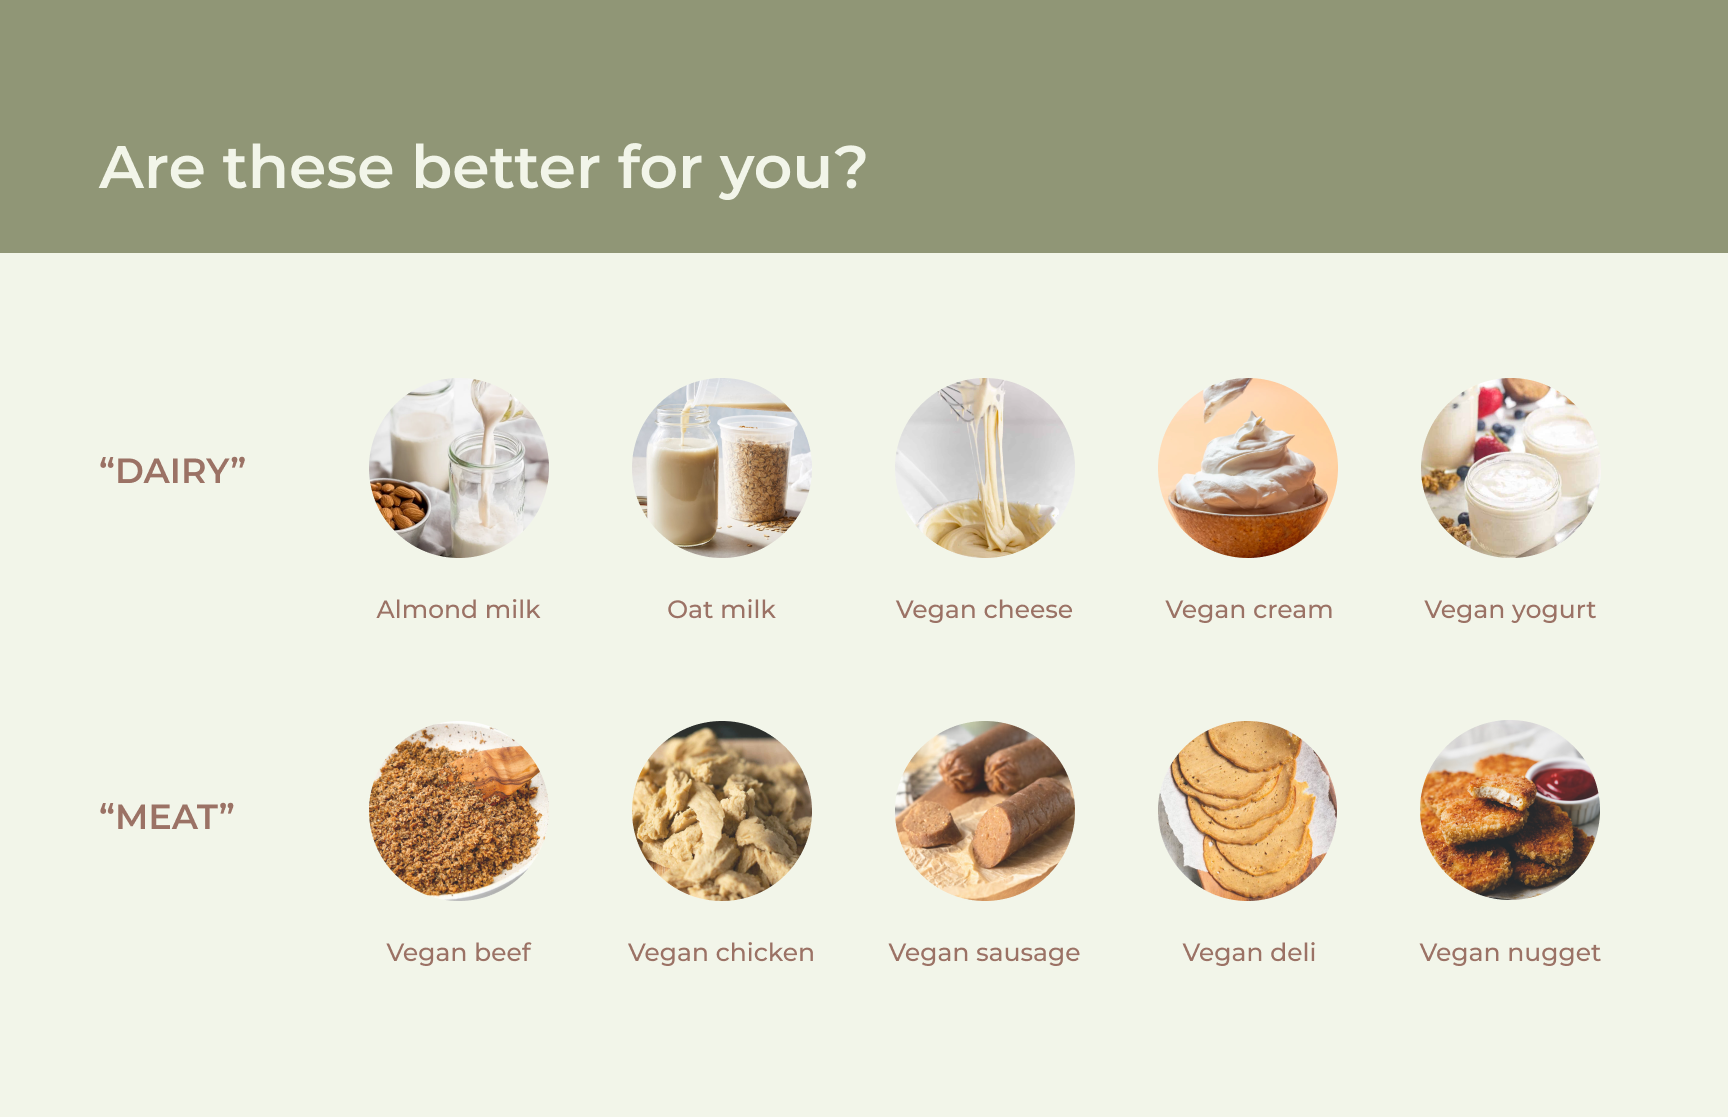 Are these better for you?
“DAIRY”
Almond milk
Oat milk
Vegan cheese
Vegan cream
Vegan yogurt
“MEAT”
Vegan beef
Vegan chicken
Vegan sausage
Vegan deli
Vegan nugget